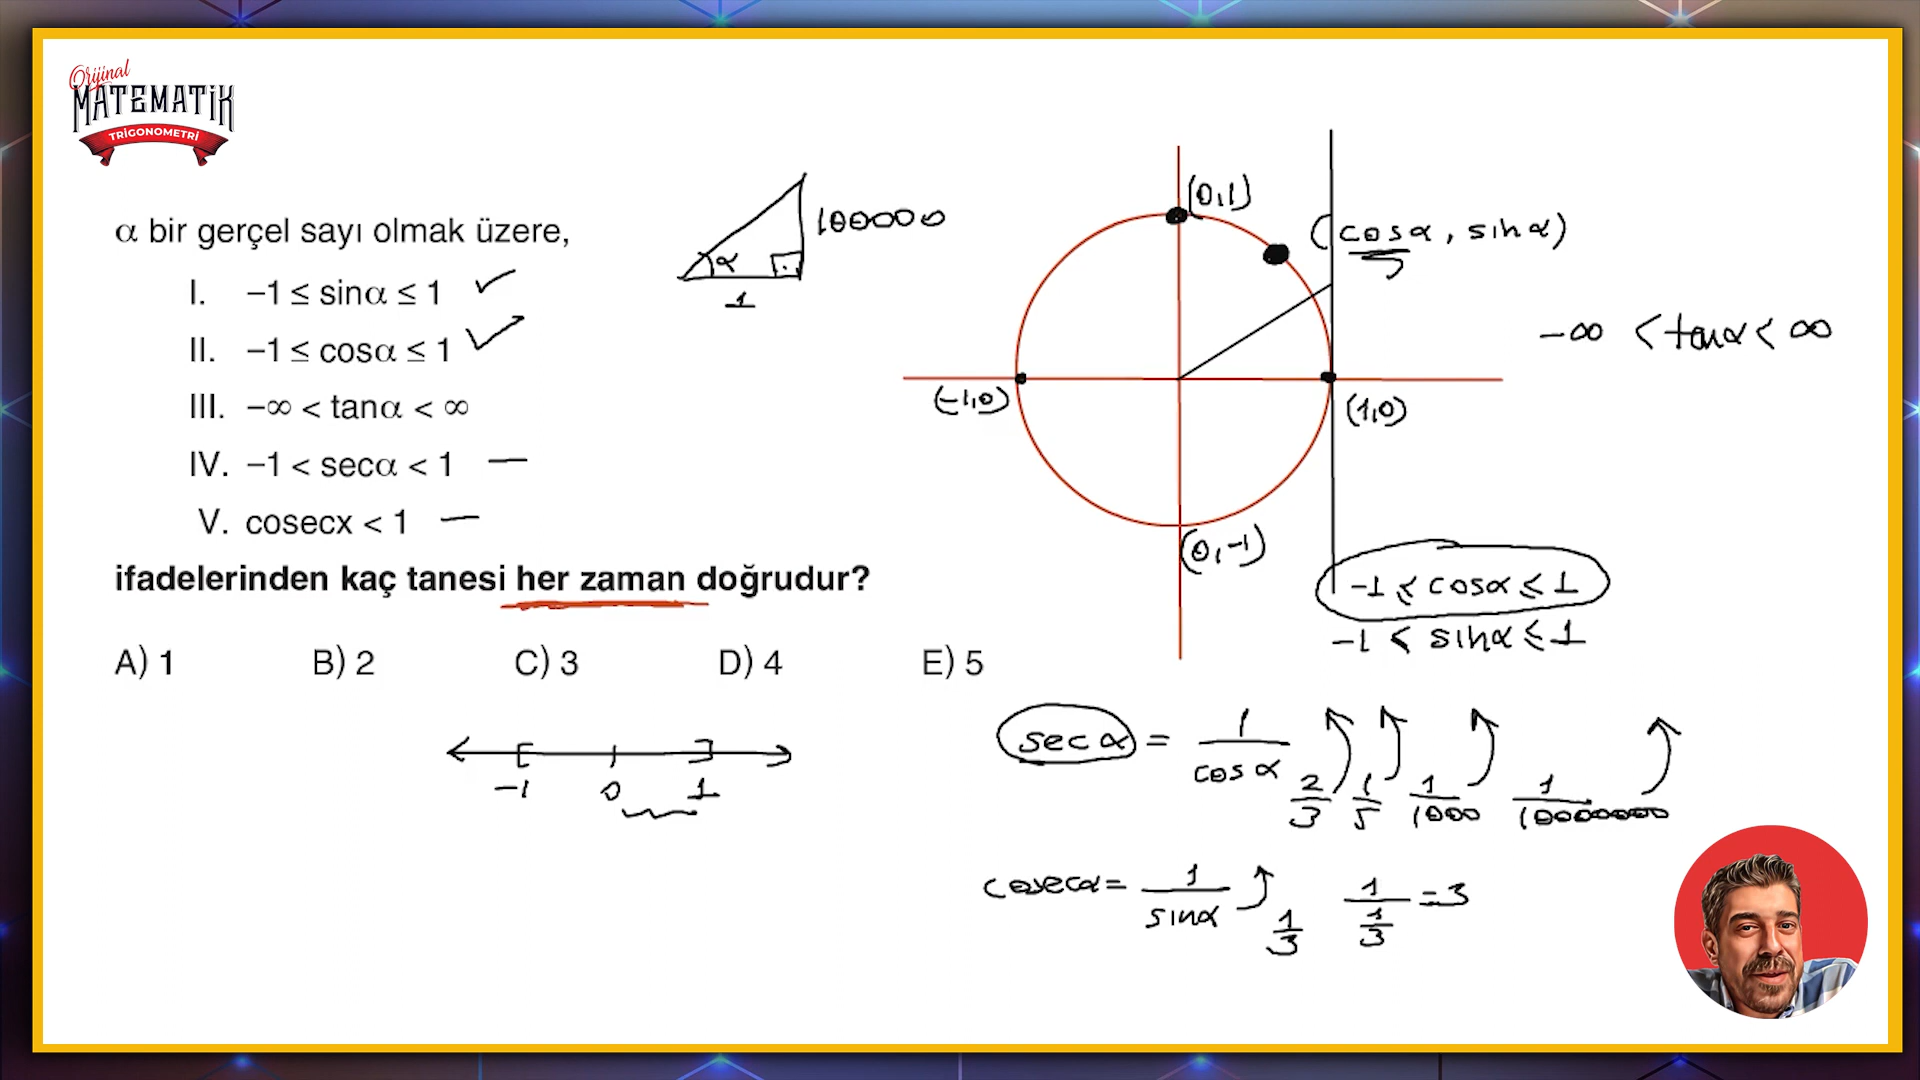 Orijinal
MATEMATİK
TRİGONOMETRİ
α bir gerçel sayı olmak üzere,
I. –1 ≤ sinα ≤ 1
II. –1 ≤ cosα ≤ 1
III. –∞ < tanα < ∞
IV. –1 < secα < 1
V. cosecx < 1
ifadelerinden kaç tanesi her zaman doğrudur?
A) 1 B) 2 C) 3 D) 4 E) 5
α
1
100000
(0,1)
(cosα, sinα)
-∞ < tanα < ∞
(-1,0)
(1,0)
(0,-1)
-1 ≤ cosα ≤ 1
-1 ≤ sinα ≤ 1
-1 0 1
secα = 1/cosα 2/3 1/5 1/1000 1/10000000
cosecα = 1/sinα 1/3 1/(1/3) = 3